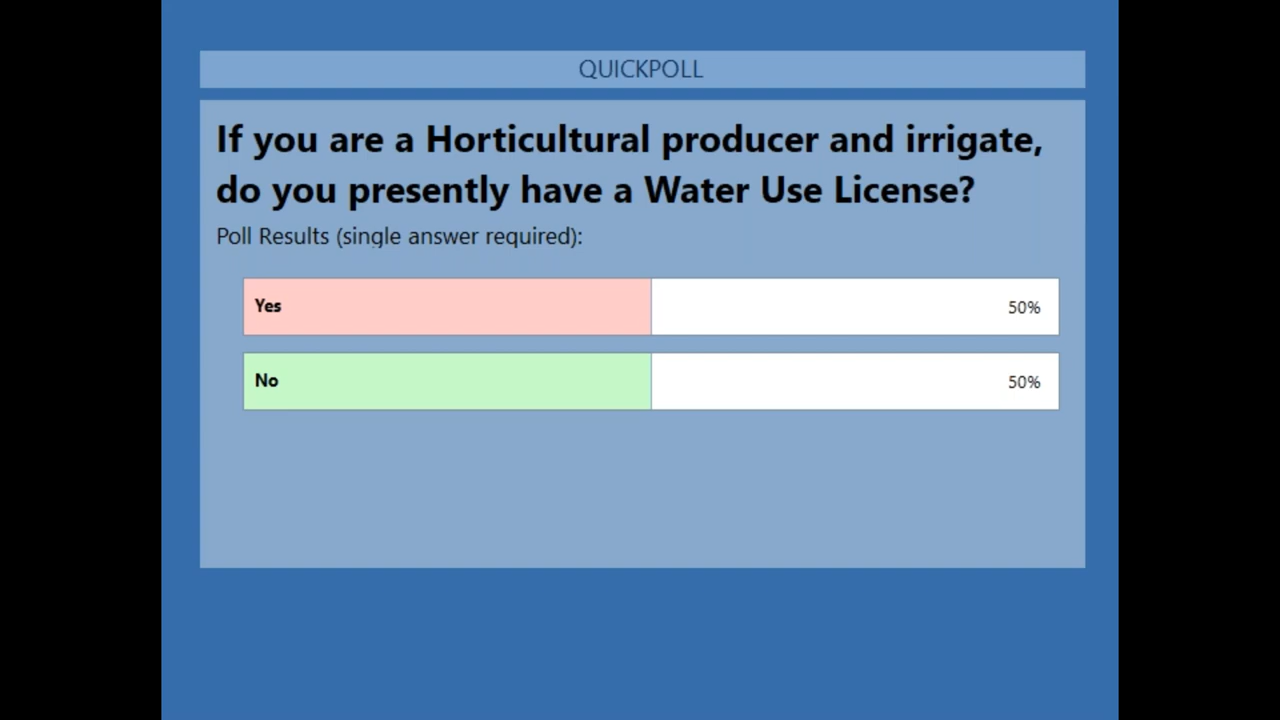 QUICKPOLL
If you are a Horticultural producer and irrigate,
do you presently have a Water Use License?
Poll Results (single answer required):
Yes 50%
No 50%